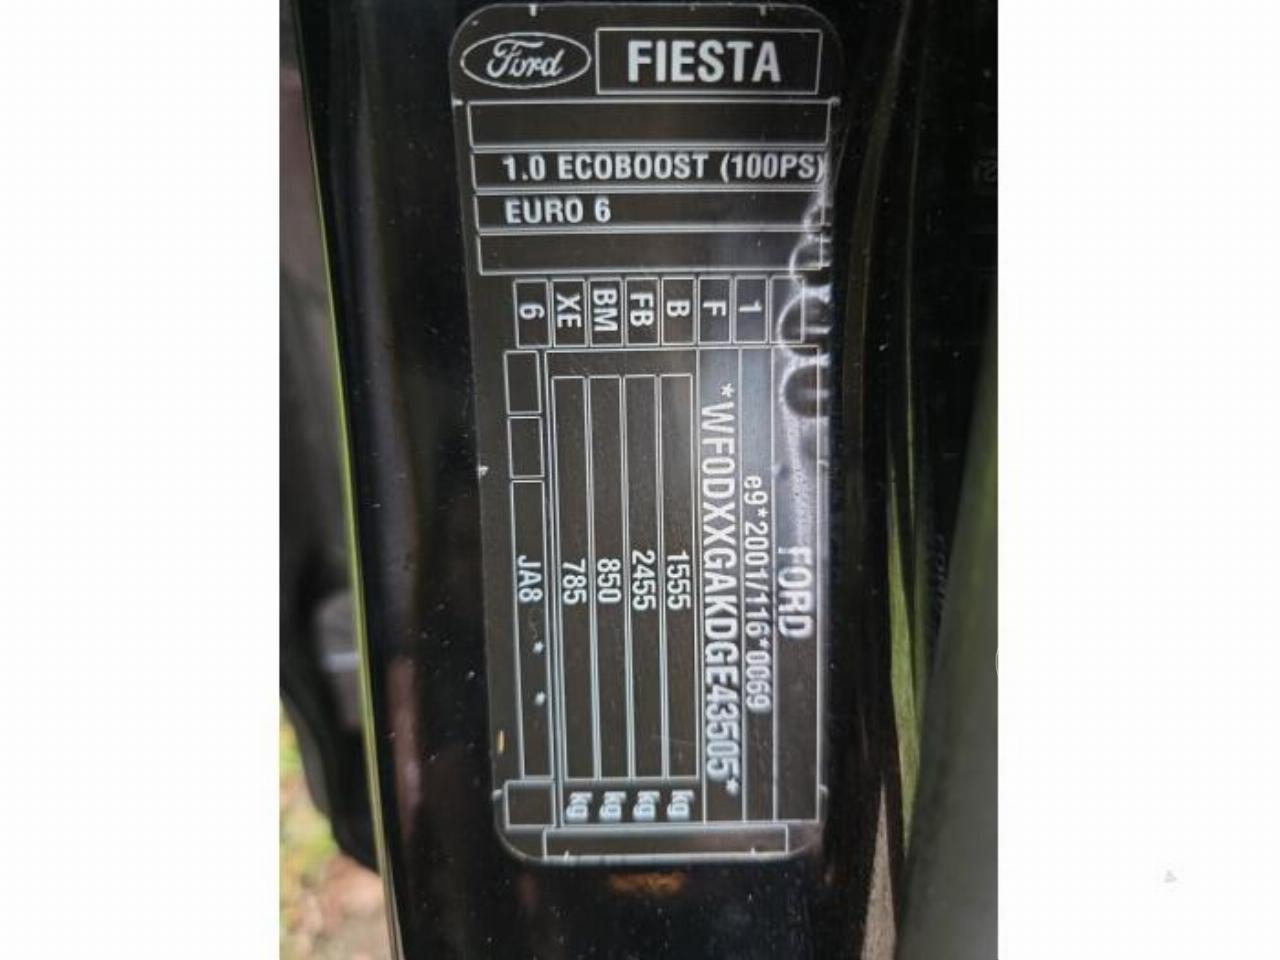 Ford FIESTA
1.0 ECOBOOST (100PS)
EURO 6
FORD
1 e9*2001/116*0069
F *WF0DXXGAKDGE43505*
B 1555 kg
FB 2455 kg
BM 850 kg
XE 785 kg
6 JA8 * *